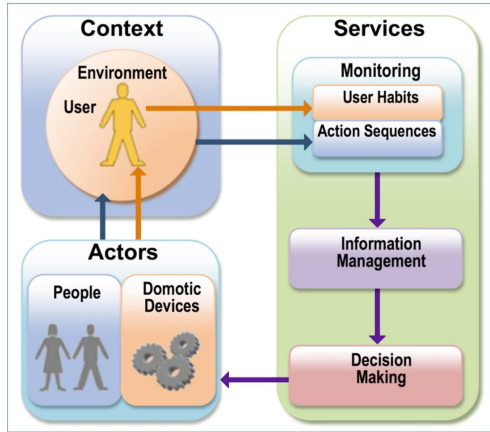 Context
Environment
User
Services
Monitoring
User Habits
Action Sequences
Information
Management
Decision
Making
Actors
People
Domotic
Devices